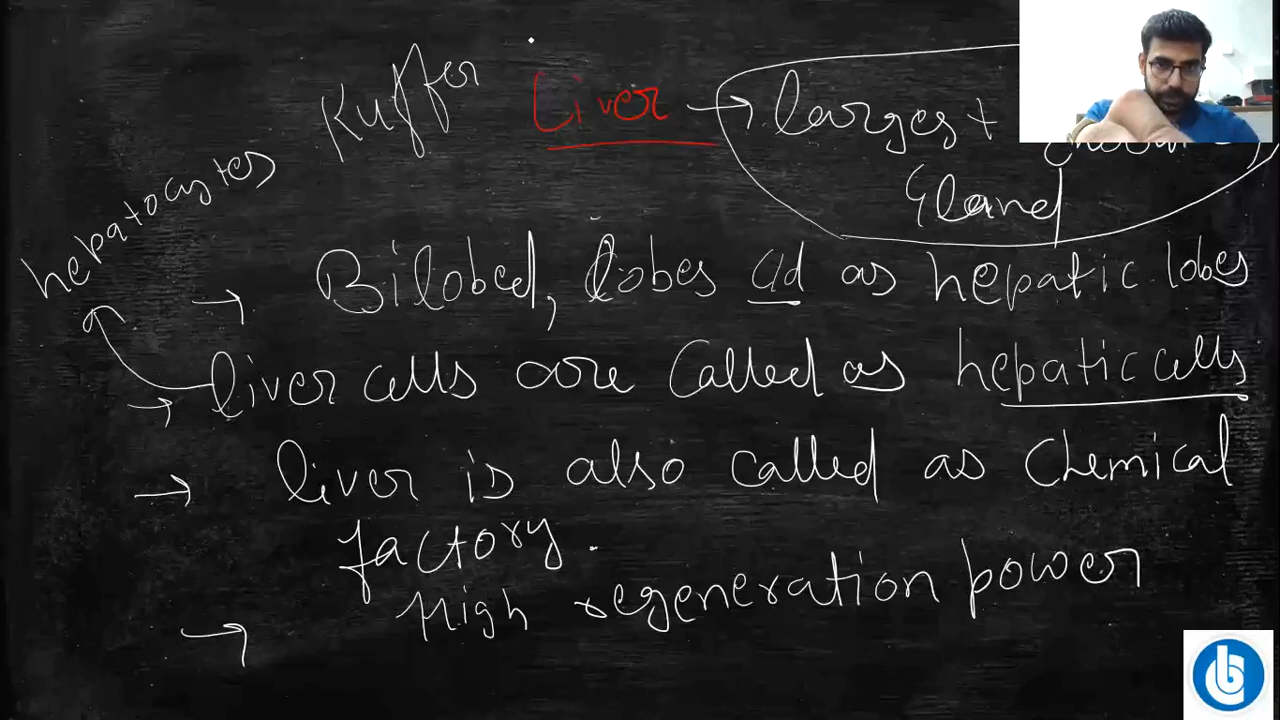 Kuffer Liver → largest
Gland
hepatocytes
→ Bilobed, lobes cld as hepatic lobes
→ liver cells are called as hepatic cells
→ liver is also called as chemical
factory.
→ High regeneration power